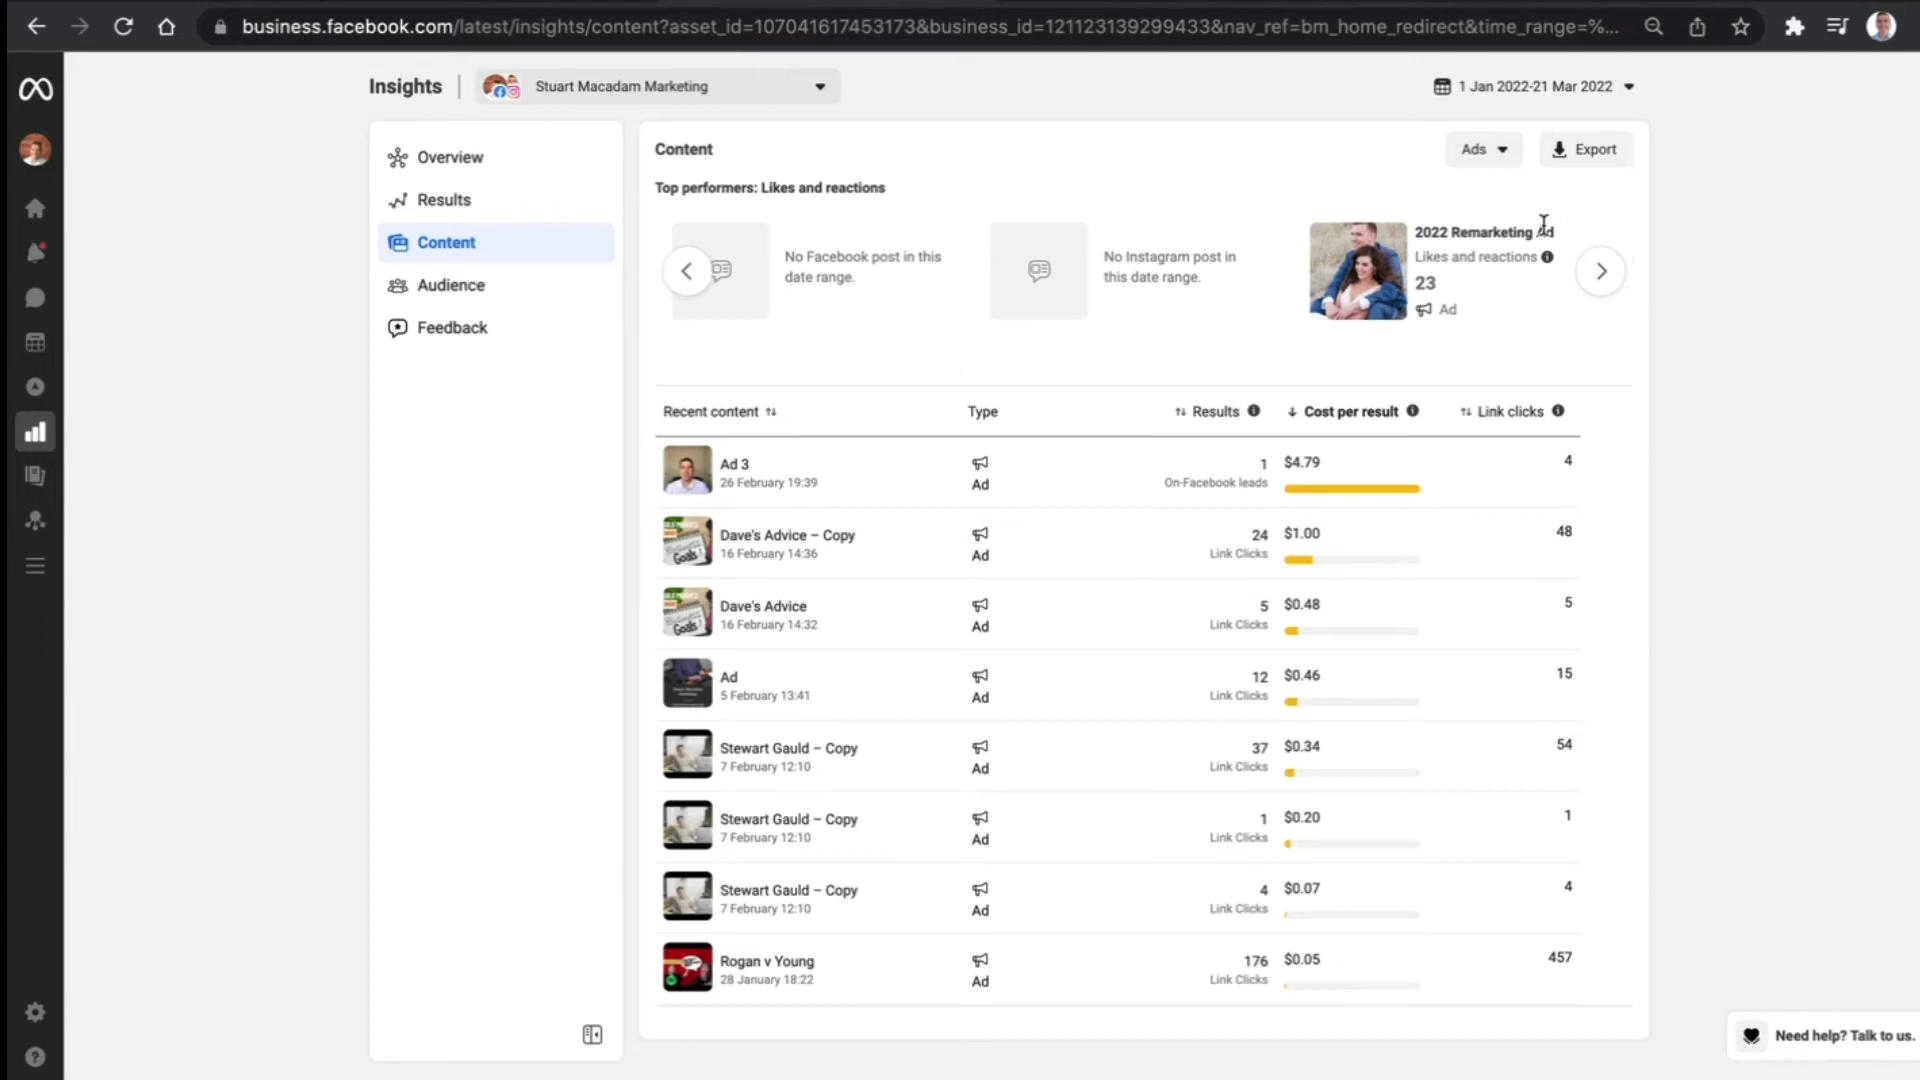 business.facebook.com/latest/insights/content?asset_id=107041617453173&business_id=121123139299433&nav_ref=bm_home_redirect&time_range=%...
Insights
Stuart Macadam Marketing
1 Jan 2022-21 Mar 2022
Overview
Results
Content
Audience
Feedback
Content
Ads
Export
Top performers: Likes and reactions
No Facebook post in this
date range.
No Instagram post in
this date range.
2022 Remarketing Ad
Likes and reactions
23
Ad
Recent content Type Results Cost per result Link clicks
Ad 3
26 February 19:39
Ad
1
On-Facebook leads
$4.79
4
Dave's Advice – Copy
16 February 14:36
Ad
24
Link Clicks
$1.00
48
Dave's Advice
16 February 14:32
Ad
5
Link Clicks
$0.48
5
Ad
5 February 13:41
Ad
12
Link Clicks
$0.46
15
Stewart Gauld – Copy
7 February 12:10
Ad
37
Link Clicks
$0.34
54
Stewart Gauld – Copy
7 February 12:10
Ad
1
Link Clicks
$0.20
1
Stewart Gauld – Copy
7 February 12:10
Ad
4
Link Clicks
$0.07
4
Rogan v Young
28 January 18:22
Ad
176
Link Clicks
$0.05
457
Goals
Goals
Need help? Talk to us.